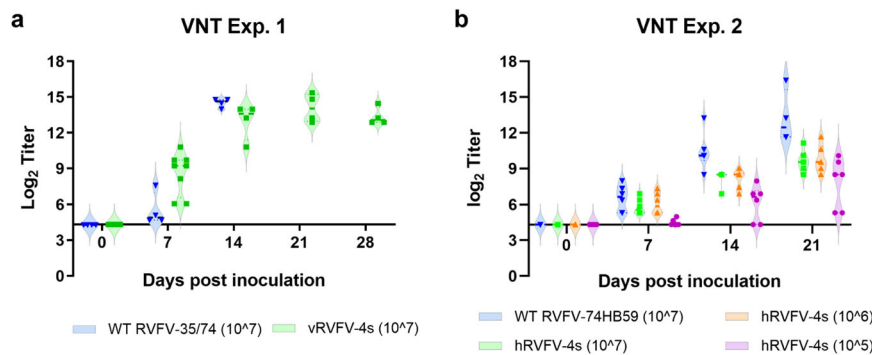 a
VNT Exp. 1
Log2 Titer
18
15
12
9
6
3
0
0 7 14 21 28
Days post inoculation
WT RVFV-35/74 (10^7) vRVFV-4s (10^7)
b
VNT Exp. 2
log2 Titer
18
15
12
9
6
3
0
0 7 14 21
Days post inoculation
WT RVFV-74HB59 (10^7) hRVFV-4s (10^6)
hRVFV-4s (10^7) hRVFV-4s (10^5)